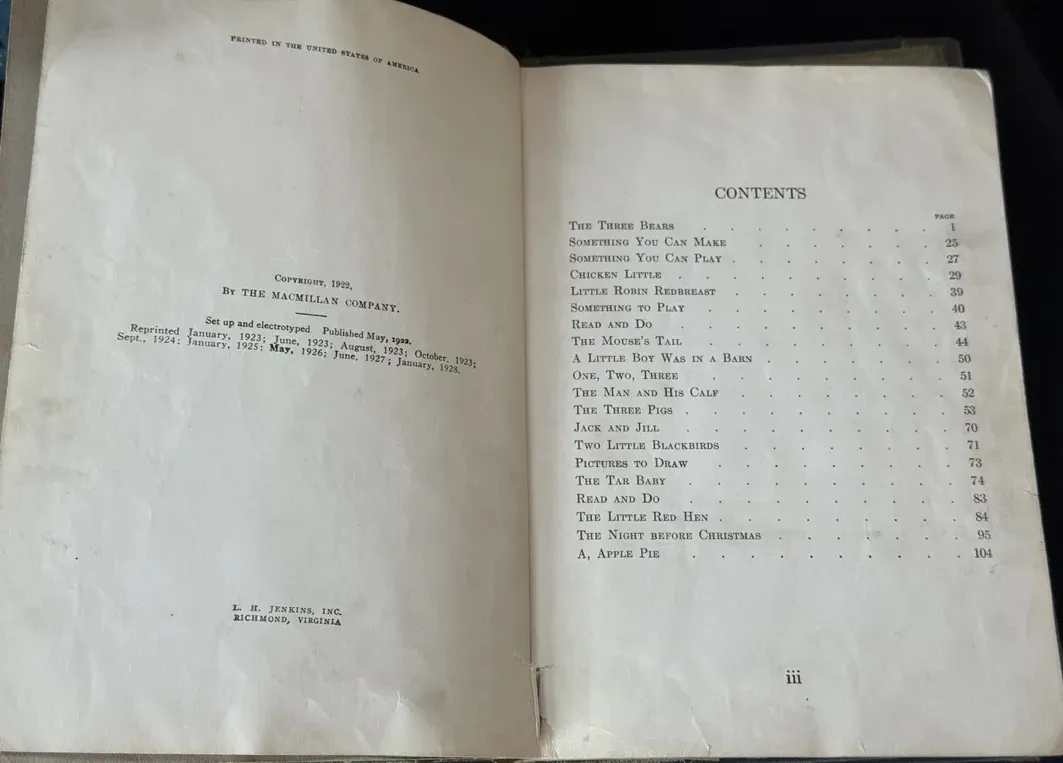 PRINTED IN THE UNITED STATES OF AMERICA
COPYRIGHT, 1922,
BY THE MACMILLAN COMPANY.
Set up and electrotyped Published May, 1922.
Reprinted January, 1923; June, 1923; August, 1923; October, 1923;
Sept., 1924: January, 1925: May, 1926; June, 1927; January, 1928.
L. H. JENKINS, INC.
RICHMOND, VIRGINIA
CONTENTS
PAGE
THE THREE BEARS . . . . . . . . . 1
SOMETHING YOU CAN MAKE . . . . . . . 25
SOMETHING YOU CAN PLAY . . . . . . . . 27
CHICKEN LITTLE . . . . . . . . . . 29
LITTLE ROBIN REDBREAST . . . . . . . . 39
SOMETHING TO PLAY . . . . . . . . . 40
READ AND DO . . . . . . . . . . 43
THE MOUSE'S TAIL . . . . . . . . . 44
A LITTLE BOY WAS IN A BARN . . . . . . . 50
ONE, TWO, THREE . . . . . . . . . 51
THE MAN AND HIS CALF . . . . . . . . 52
THE THREE PIGS . . . . . . . . . . 53
JACK AND JILL . . . . . . . . . . 70
TWO LITTLE BLACKBIRDS . . . . . . . . 71
PICTURES TO DRAW . . . . . . . . . 73
THE TAR BABY . . . . . . . . . . 74
READ AND DO . . . . . . . . . . 83
THE LITTLE RED HEN . . . . . . . . . 84
THE NIGHT BEFORE CHRISTMAS . . . . . . . 95
A, APPLE PIE . . . . . . . . . . 104
iii